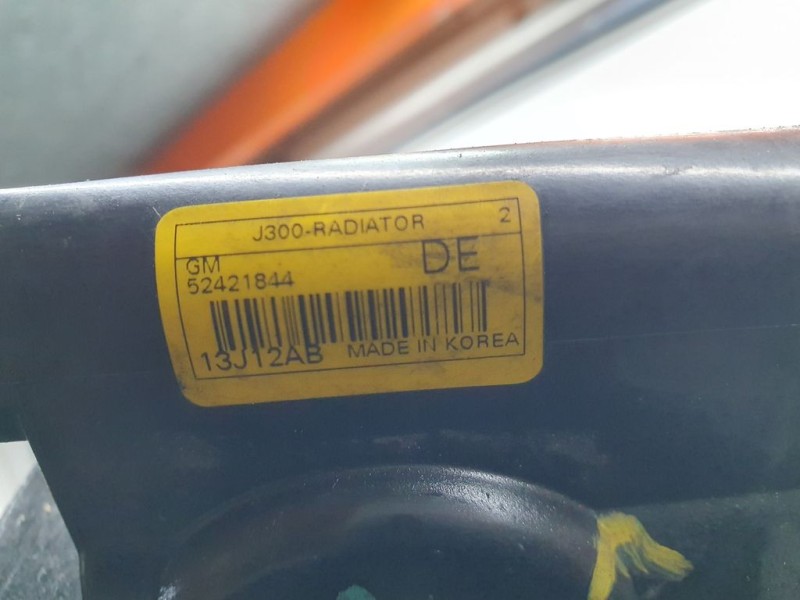 J300-RADIATOR 2
GM DE
52421844
13J12AB MADE IN KOREA